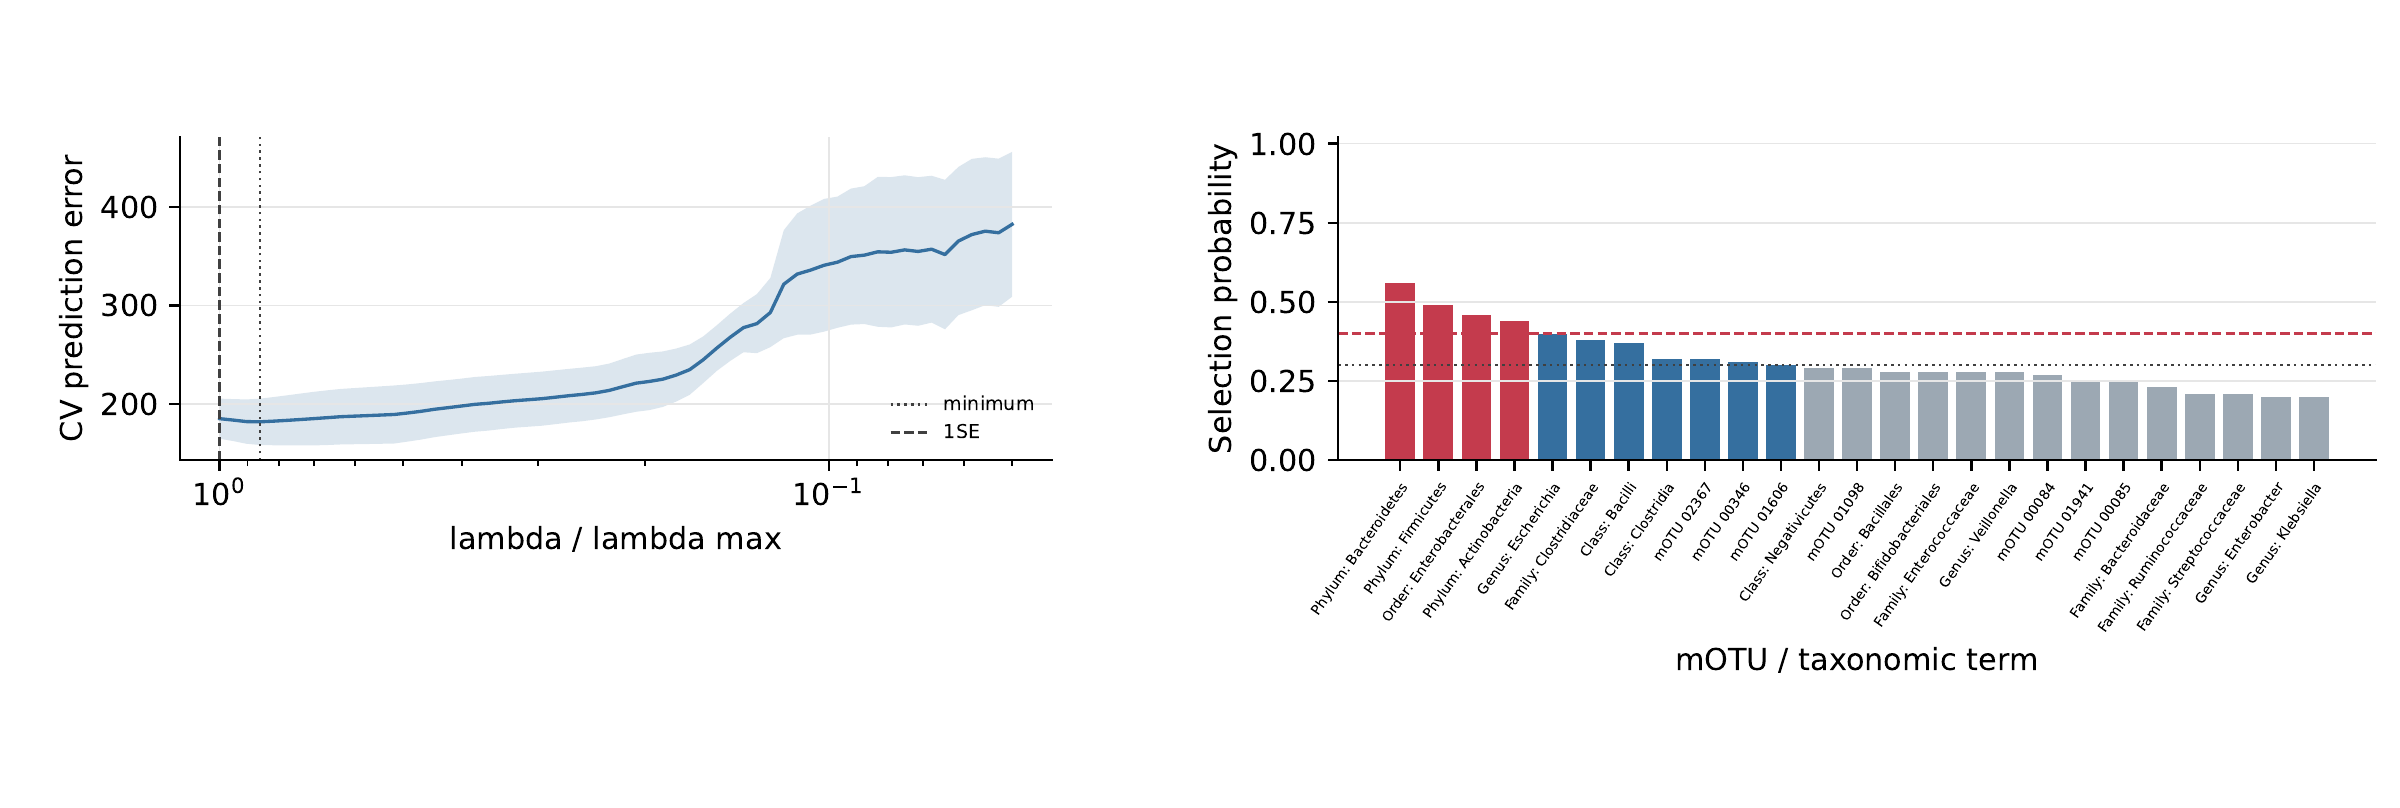 CV prediction error
400
300
200
10⁰
10⁻¹
lambda / lambda max
minimum
1SE
Selection probability
1.00
0.75
0.50
0.25
0.00
Phylum: Bacteroidetes
Phylum: Firmicutes
Order: Enterobacterales
Phylum: Actinobacteria
Genus: Escherichia
Family: Clostridiaceae
Class: Bacilli
Class: Clostridia
mOTU 02367
mOTU 00346
mOTU 01606
Class: Negativicutes
mOTU 01098
Order: Bacillales
Order: Bifidobacteriales
Family: Enterococcaceae
Genus: Veillonella
mOTU 00084
mOTU 01941
mOTU 00085
Family: Bacteroidaceae
Family: Ruminococcaceae
Family: Streptococcaceae
Genus: Enterobacter
Genus: Klebsiella
mOTU / taxonomic term